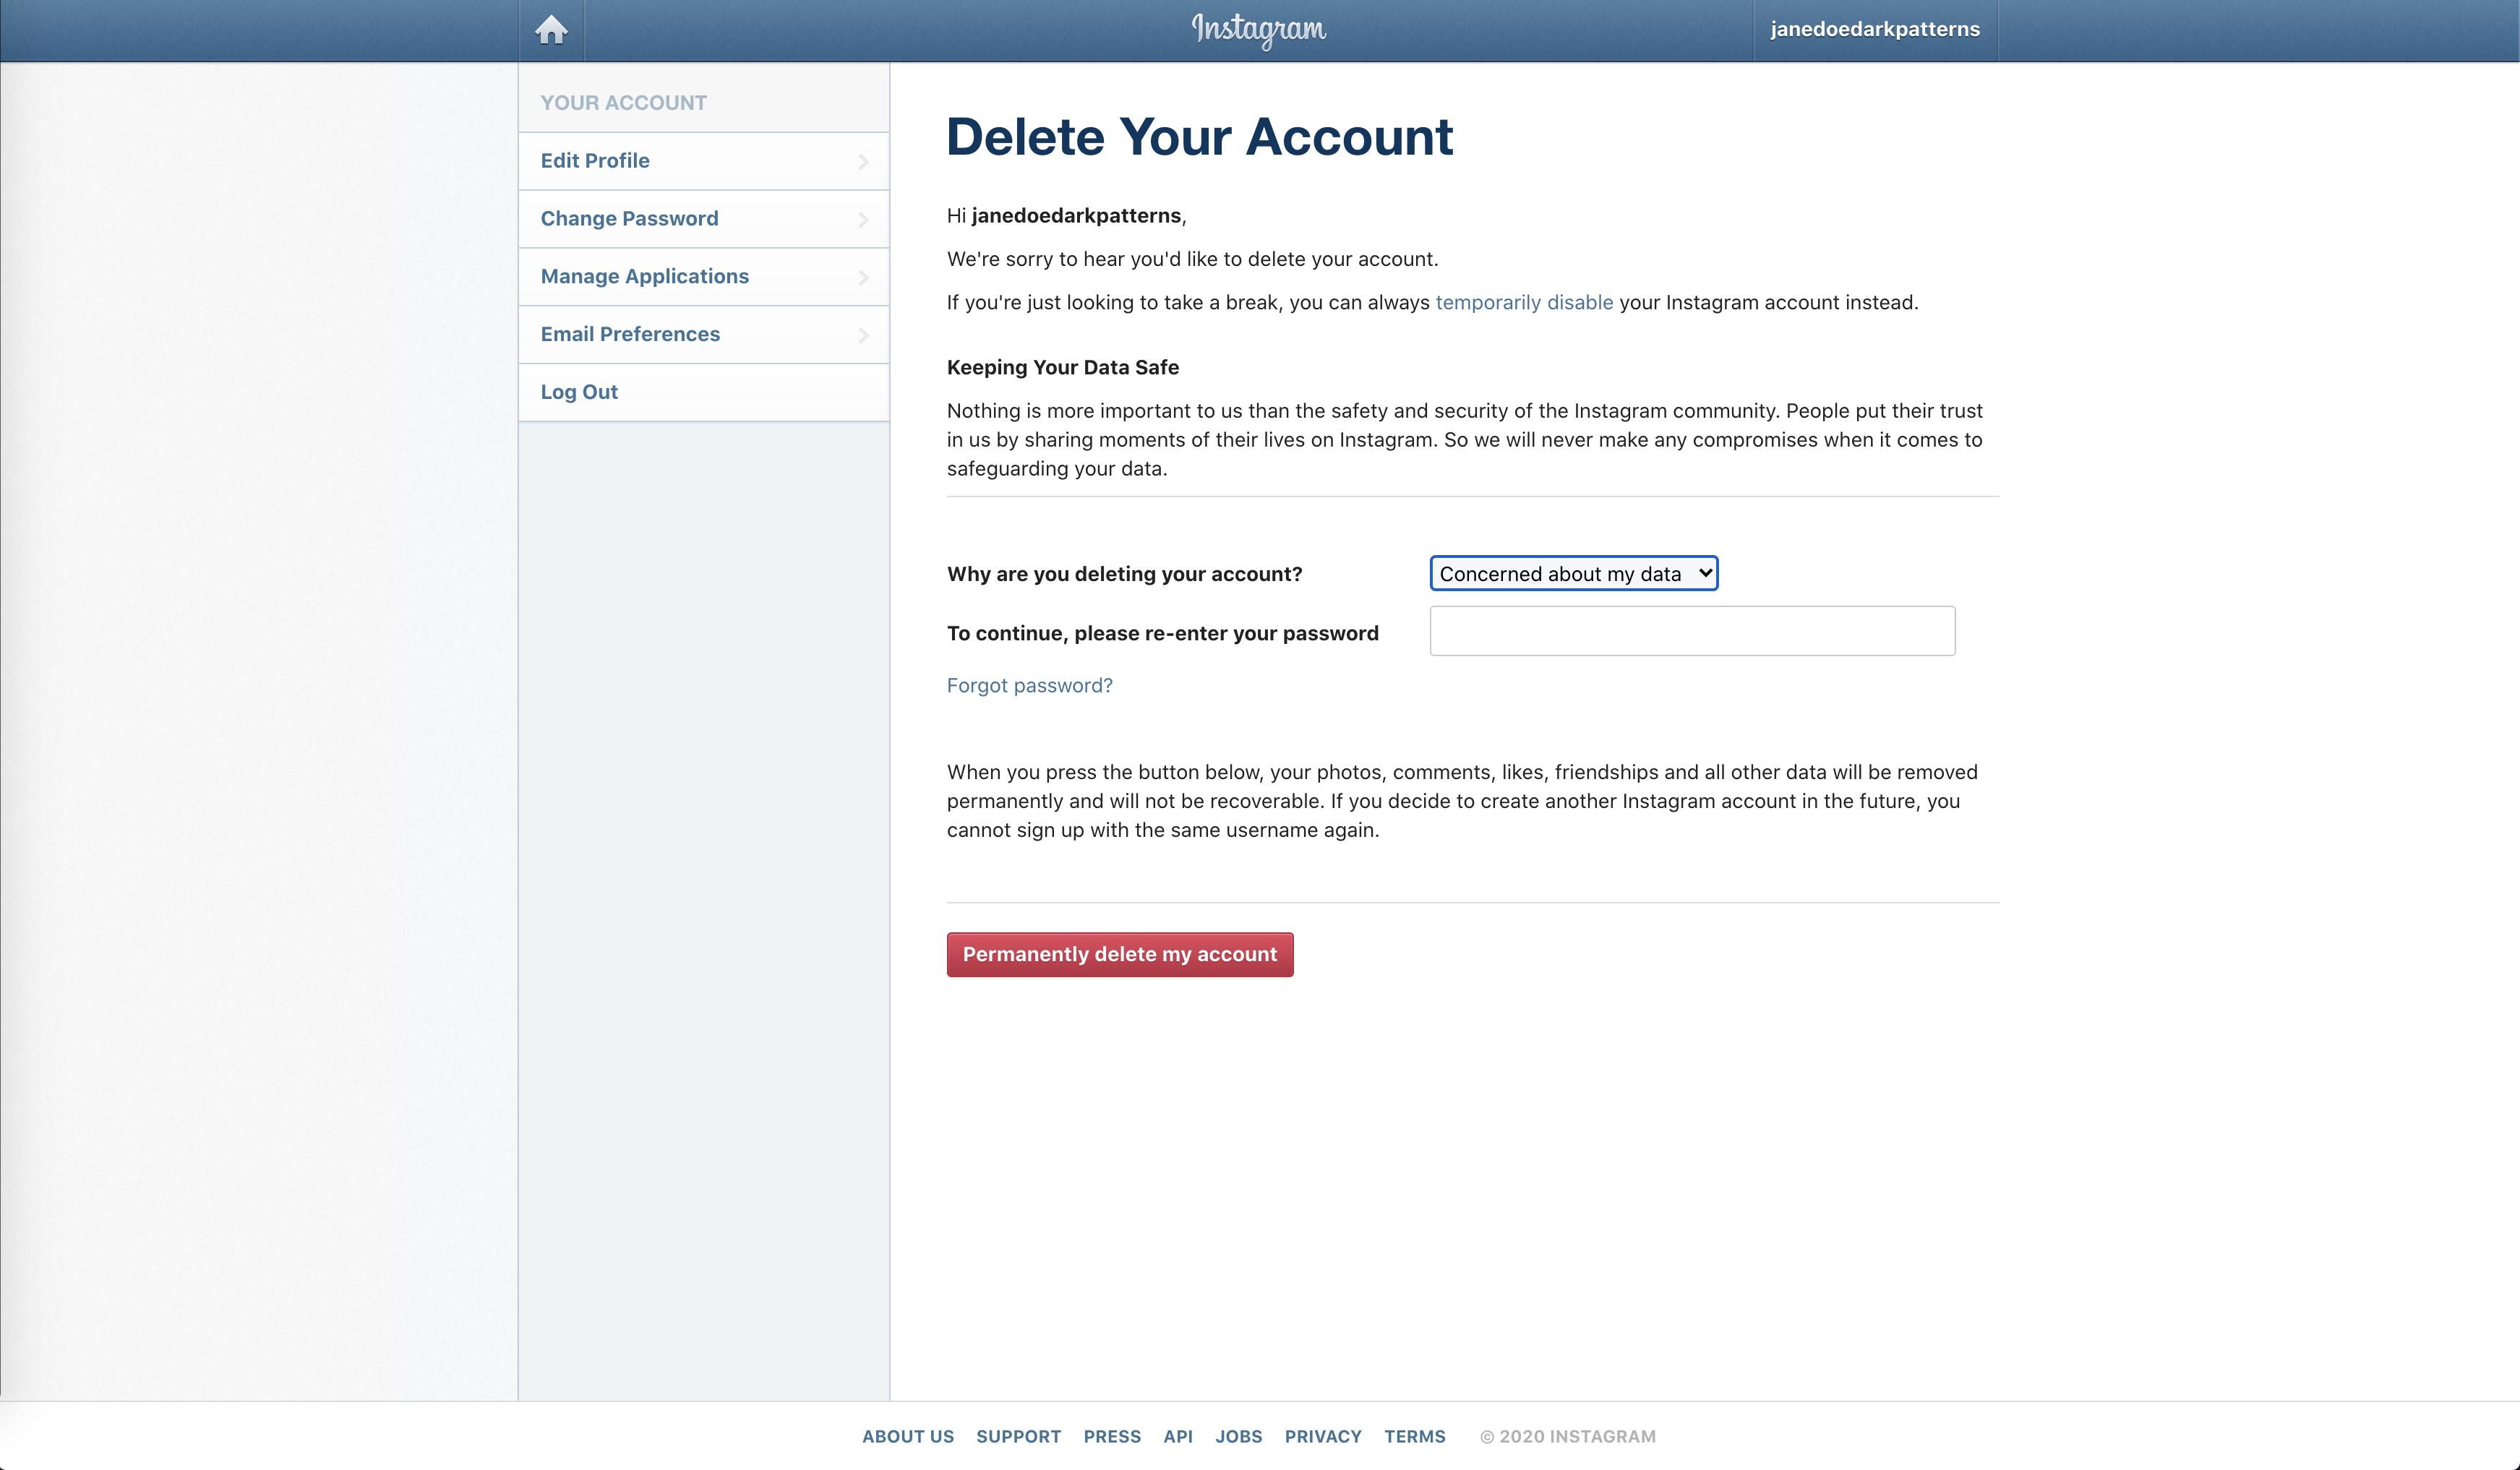 Instagram
janedoedarkpatterns
YOUR ACCOUNT
Edit Profile
Change Password
Manage Applications
Email Preferences
Log Out
Delete Your Account
Hi janedoedarkpatterns,
We're sorry to hear you'd like to delete your account.
If you're just looking to take a break, you can always temporarily disable your Instagram account instead.
Keeping Your Data Safe
Nothing is more important to us than the safety and security of the Instagram community. People put their trust
in us by sharing moments of their lives on Instagram. So we will never make any compromises when it comes to
safeguarding your data.
Why are you deleting your account? Concerned about my data
To continue, please re-enter your password
Forgot password?
When you press the button below, your photos, comments, likes, friendships and all other data will be removed
permanently and will not be recoverable. If you decide to create another Instagram account in the future, you
cannot sign up with the same username again.
Permanently delete my account
ABOUT US SUPPORT PRESS API JOBS PRIVACY TERMS © 2020 INSTAGRAM